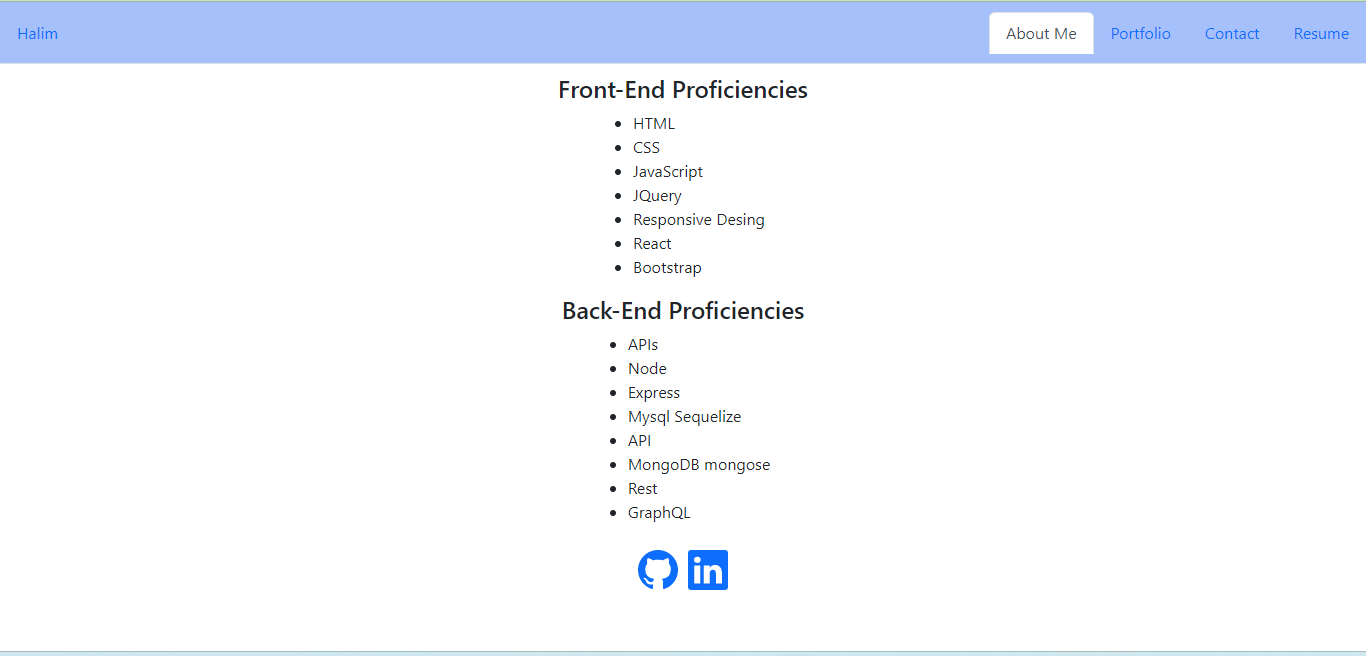 Halim
About Me
Portfolio
Contact
Resume
Front-End Proficiencies
HTML
CSS
JavaScript
JQuery
Responsive Desing
React
Bootstrap
Back-End Proficiencies
APIs
Node
Express
Mysql Sequelize
API
MongoDB mongose
Rest
GraphQL
in